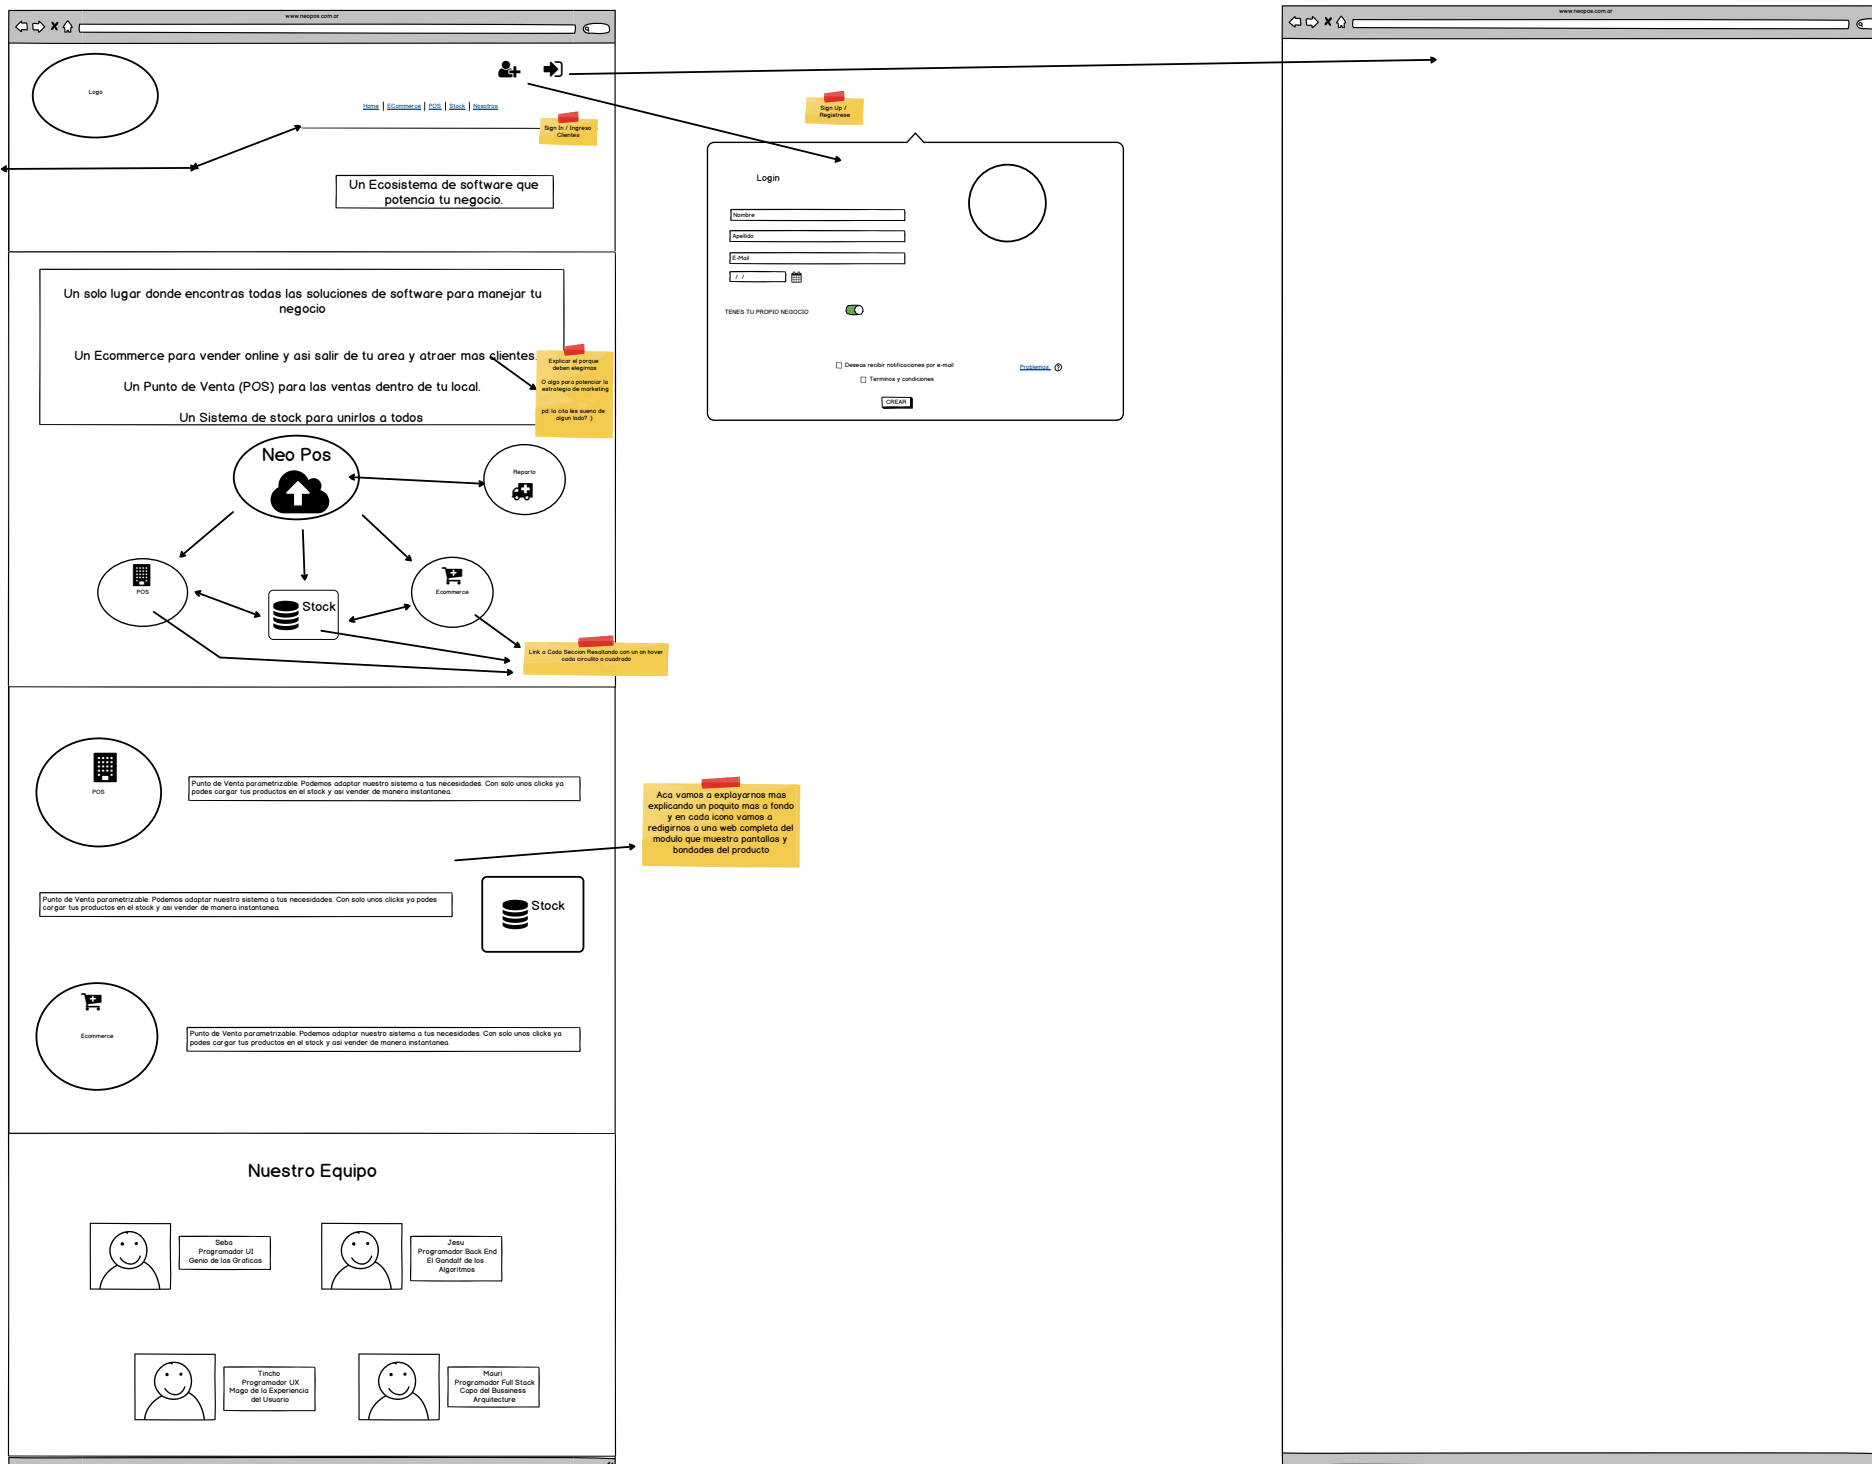 www.neopos.com.ar
Logo
Home | ECommerce | POS | Stock | Nosotros
Sign In / Ingreso
Clientes
Un Ecosistema de software que
potencia tu negocio.
Un solo lugar donde encontras todas las soluciones de software para manejar tu
negocio
Un Ecommerce para vender online y asi salir de tu area y atraer mas clientes.
Un Punto de Venta (POS) para las ventas dentro de tu local.
Un Sistema de stock para unirlos a todos
Explicar el porque
deben elegirnos
O algo para potenciar la
estrategia de marketing
pd: la cita les suena de
algun lado? :)
Neo Pos
Reparto
POS
Stock
Ecommerce
Link a Cada Seccion Resaltando con un on hover
cada circulito o cuadrado
POS
Punto de Venta parametrizable. Podemos adaptar nuestro sistema a tus necesidades. Con solo unos clicks ya
podes cargar tus productos en el stock y asi vender de manera instantanea.
Aca vamos a explayarnos mas
explicando un poquito mas a fondo
y en cada icono vamos a
redigirnos a una web completa del
modulo que muestra pantallas y
bondades del producto
Punto de Venta parametrizable. Podemos adaptar nuestro sistema a tus necesidades. Con solo unos clicks ya podes
cargar tus productos en el stock y asi vender de manera instantanea.
Stock
Ecommerce
Punto de Venta parametrizable. Podemos adaptar nuestro sistema a tus necesidades. Con solo unos clicks ya
podes cargar tus productos en el stock y asi vender de manera instantanea.
Nuestro Equipo
Seba
Programador UI
Genio de las Graficas
Jesu
Programador Back End
El Gandalf de los
Algoritmos
Tincho
Programador UX
Mago de la Experiencia
del Usuario
Mauri
Programador Full Stack
Capo del Bussiness
Arquitecture
Sign Up /
Registrese
Login
Nombre
Apellido
E-Mail
/ /
TENES TU PROPIO NEGOCIO
Deseas recibir notificaciones por e-mail
Terminos y condiciones
Problemas ?
CREAR
www.neopos.com.ar